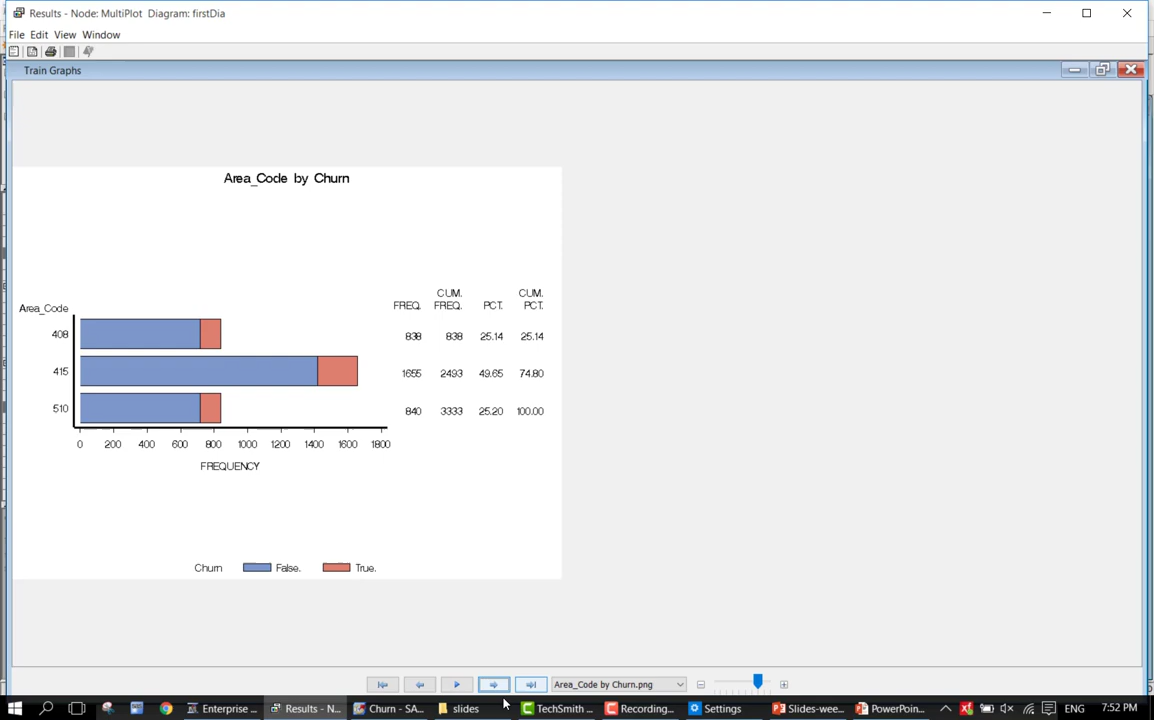 Results - Node: MultiPlot Diagram: firstDia
File Edit View Window
Train Graphs
Area_Code by Churn
Area_Code
FREQ. CUM. FREQ. PCT. CUM. PCT.
408 838 838 25.14 25.14
415 1655 2493 49.65 74.80
510 840 3333 25.20 100.00
0 200 400 600 800 1000 1200 1400 1600 1800
FREQUENCY
Churn False. True.
Area_Code by Churn.png
Enterprise ... Results - N... Churn - SA... slides TechSmith ... Recording... Settings Slides-wee... PowerPoin... ENG 7:52 PM